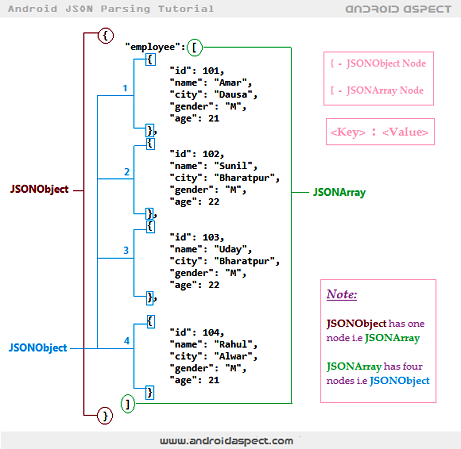 Android JSON Parsing Tutorial
ANDROID ASPECT
{
"employee": [
{ - JSONObject Node
[ - JSONArray Node
<Key> : <Value>
1
{
"id": 101,
"name": "Amar",
"city": "Dausa",
"gender": "M",
"age": 21
},
2
{
"id": 102,
"name": "Sunil",
"city": "Bharatpur",
"gender": "M",
"age": 22
},
JSONObject
JSONArray
3
{
"id": 103,
"name": "Uday",
"city": "Bharatpur",
"gender": "M",
"age": 22
},
JSONObject
4
{
"id": 104,
"name": "Rahul",
"city": "Alwar",
"gender": "M",
"age": 21
}
]
}
Note:
JSONObject has one
node i.e JSONArray
JSONArray has four
nodes i.e JSONObject
www.androidaspect.com